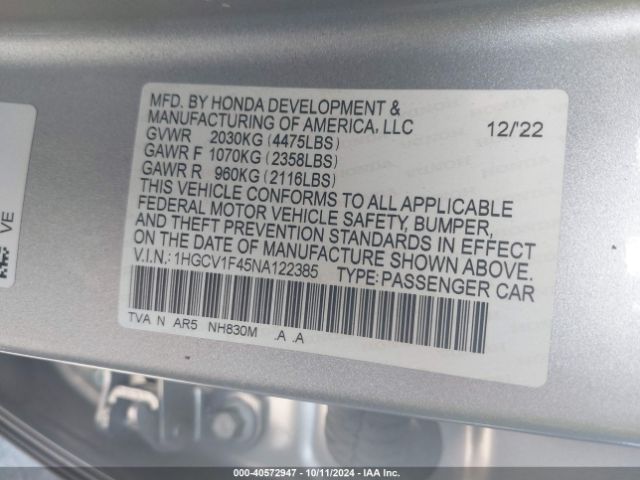 MFD. BY HONDA DEVELOPMENT &
MANUFACTURING OF AMERICA, LLC 12/'22
GVWR 2030KG (4475LBS)
GAWR F 1070KG (2358LBS)
GAWR R 960KG (2116LBS)
THIS VEHICLE CONFORMS TO ALL APPLICABLE
FEDERAL MOTOR VEHICLE SAFETY, BUMPER,
AND THEFT PREVENTION STANDARDS IN EFFECT
ON THE DATE OF MANUFACTURE SHOWN ABOVE.
V.I.N.: 1HGCV1F45NA122385 TYPE: PASSENGER CAR
TVA N AR5 NH830M .A .A
VE
000-40572947 - 10/11/2024 - IAA Inc.